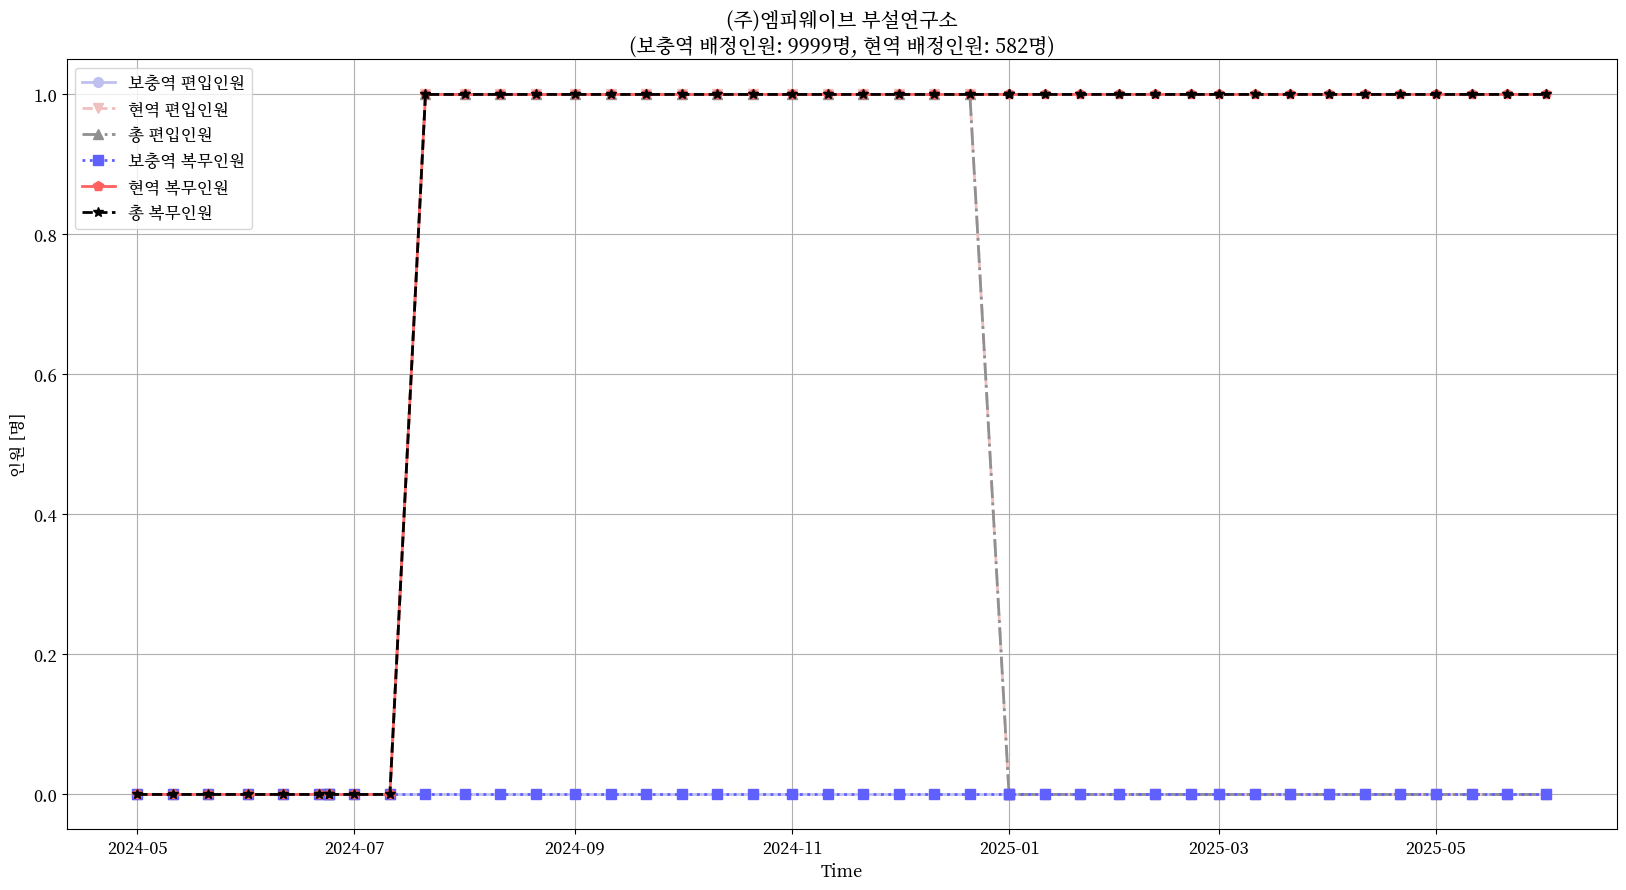 (주)엠피웨이브 부설연구소
(보충역 배정인원: 9999명, 현역 배정인원: 582명)
보충역 편입인원
현역 편입인원
총 편입인원
보충역 복무인원
현역 복무인원
총 복무인원
1.0
0.8
0.6
0.4
0.2
0.0
인원 [명]
2024-05
2024-07
2024-09
2024-11
2025-01
2025-03
2025-05
Time